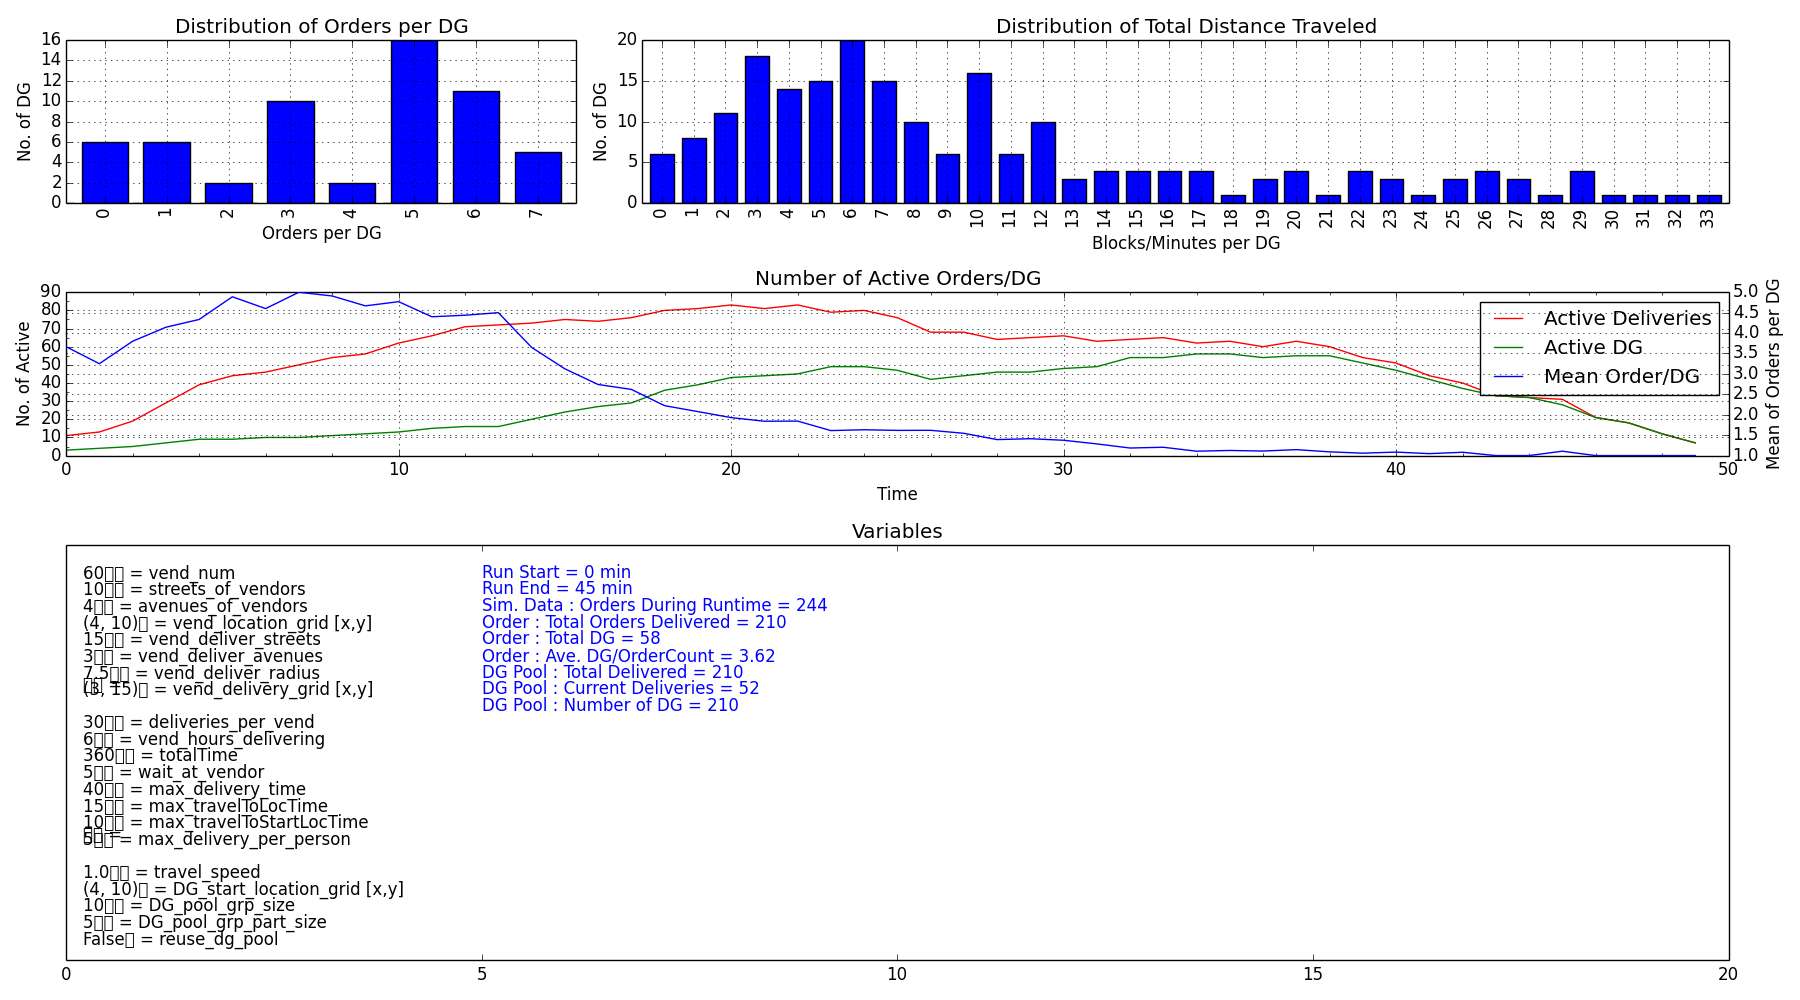 Distribution of Orders per DG
16
14
12
10
8
6
4
2
0
No. of DG
0 1 2 3 4 5 6 7
Orders per DG
Distribution of Total Distance Traveled
20
15
10
5
0
No. of DG
0 1 2 3 4 5 6 7 8 9 10 11 12 13 14 15 16 17 18 19 20 21 22 23 24 25 26 27 28 29 30 31 32 33
Blocks/Minutes per DG
Number of Active Orders/DG
90
80
70
60
50
40
30
20
10
0
No. of Active
5.0
4.5
4.0
3.5
3.0
2.5
2.0
1.5
1.0
Mean of Orders per DG
Active Deliveries
Active DG
Mean Order/DG
0 10 20 30 40 50
Time
Variables
60 = vend_num
10 = streets_of_vendors
4 = avenues_of_vendors
(4, 10) = vend_location_grid [x,y]
15 = vend_deliver_streets
3 = vend_deliver_avenues
7.5 = vend_deliver_radius
(3, 15) = vend_delivery_grid [x,y]
30 = deliveries_per_vend
6 = vend_hours_delivering
360 = totalTime
5 = wait_at_vendor
40 = max_delivery_time
15 = max_travelToLocTime
10 = max_travelToStartLocTime
5 = max_delivery_per_person
1.0 = travel_speed
(4, 10) = DG_start_location_grid [x,y]
10 = DG_pool_grp_size
5 = DG_pool_grp_part_size
False = reuse_dg_pool
Run Start = 0 min
Run End = 45 min
Sim. Data : Orders During Runtime = 244
Order : Total Orders Delivered = 210
Order : Total DG = 58
Order : Ave. DG/OrderCount = 3.62
DG Pool : Total Delivered = 210
DG Pool : Current Deliveries = 52
DG Pool : Number of DG = 210
0 5 10 15 20